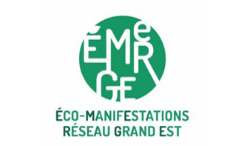 ÉMeR
GE
ÉCO-MANIFESTATIONS
RÉSEAU GRAND EST